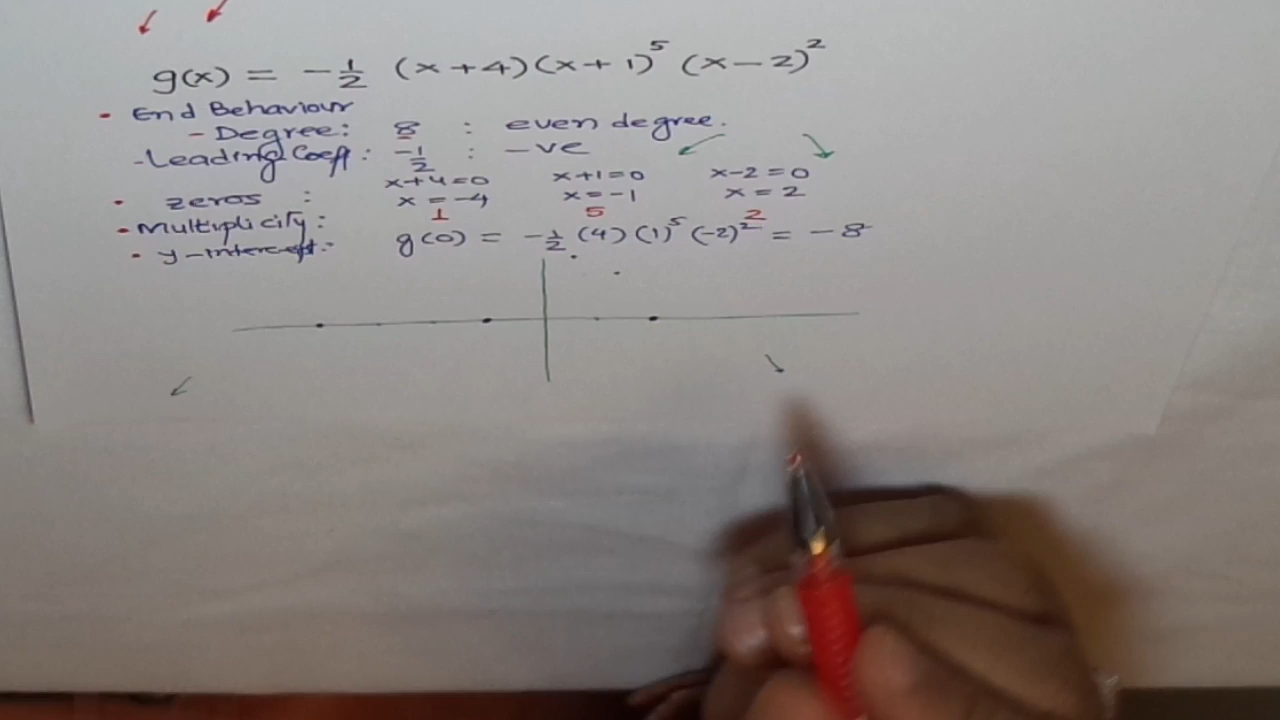 g(x) = -1/2 (x+4)(x+1)^5 (x-2)^2
• End Behaviour
- Degree: 8 : even degree.
-Leading Coeff: -1/2 : -ve
x+4=0 x+1=0 x-2=0
• zeros : x=-4 x=-1 x=2
• Multiplicity: 1 5 2
• y-intercept:- g(0) = -1/2 (4)(1)^5 (-2)^2 = -8